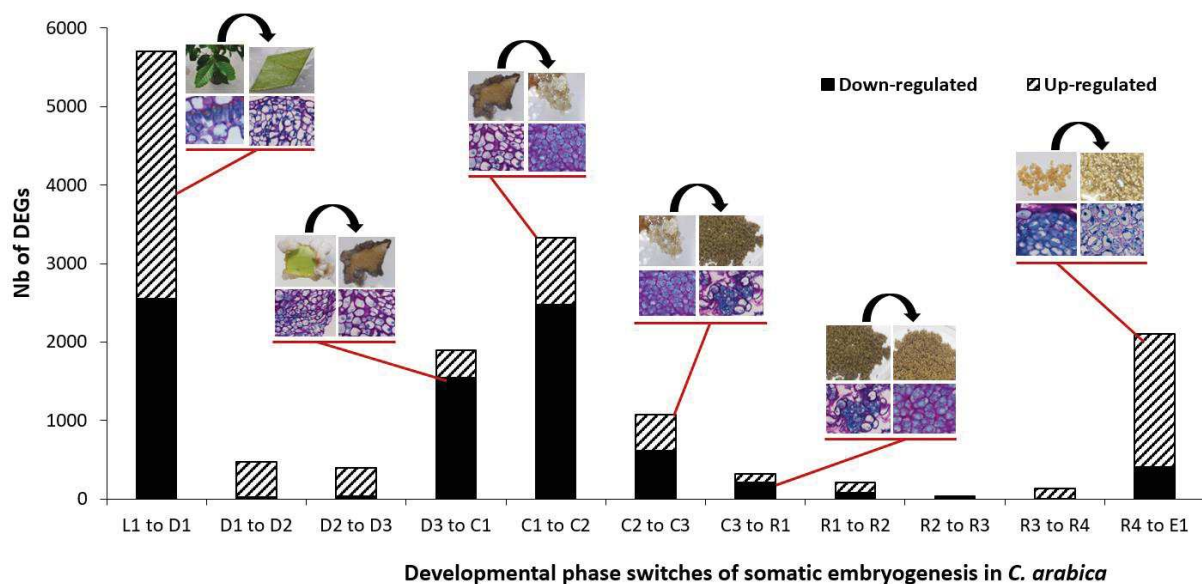 6000
5000
4000
3000
2000
1000
0
Nb of DEGs
Down-regulated Up-regulated
L1 to D1 D1 to D2 D2 to D3 D3 to C1 C1 to C2 C2 to C3 C3 to R1 R1 to R2 R2 to R3 R3 to R4 R4 to E1
Developmental phase switches of somatic embryogenesis in C. arabica